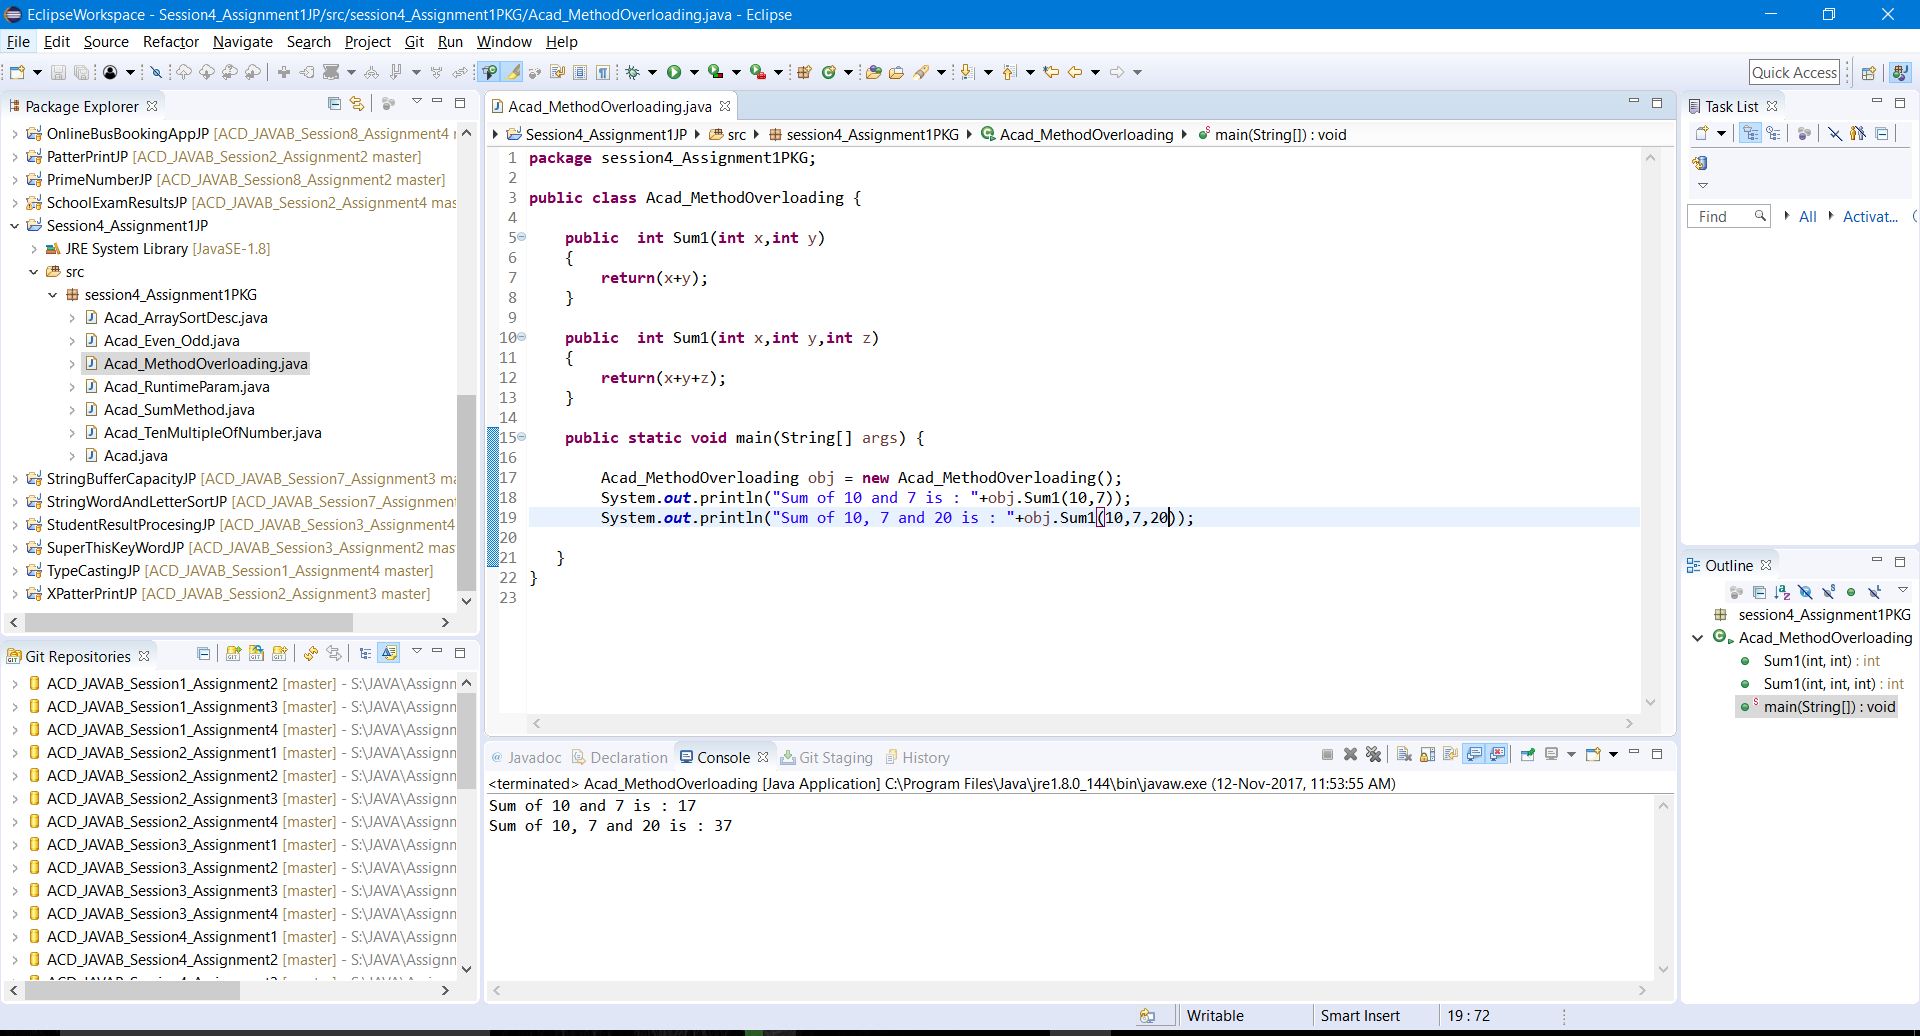 EclipseWorkspace - Session4_Assignment1JP/src/session4_Assignment1PKG/Acad_MethodOverloading.java - Eclipse
File Edit Source Refactor Navigate Search Project Git Run Window Help
Quick Access
Package Explorer
OnlineBusBookingAppJP [ACD_JAVAB_Session8_Assignment4
PatterPrintJP [ACD_JAVAB_Session2_Assignment2 master]
PrimeNumberJP [ACD_JAVAB_Session8_Assignment2 master]
SchoolExamResultsJP [ACD_JAVAB_Session2_Assignment4 mas
Session4_Assignment1JP
JRE System Library [JavaSE-1.8]
src
session4_Assignment1PKG
Acad_ArraySortDesc.java
Acad_Even_Odd.java
Acad_MethodOverloading.java
Acad_RuntimeParam.java
Acad_SumMethod.java
Acad_TenMultipleOfNumber.java
Acad.java
StringBufferCapacityJP [ACD_JAVAB_Session7_Assignment3 ma
StringWordAndLetterSortJP [ACD_JAVAB_Session7_Assignment
StudentResultProcesingJP [ACD_JAVAB_Session3_Assignment4
SuperThisKeyWordJP [ACD_JAVAB_Session3_Assignment2 mas
TypeCastingJP [ACD_JAVAB_Session1_Assignment4 master]
XPatterPrintJP [ACD_JAVAB_Session2_Assignment3 master]
Git Repositories
ACD_JAVAB_Session1_Assignment2 [master] - S:\JAVA\Assignn
ACD_JAVAB_Session1_Assignment3 [master] - S:\JAVA\Assignn
ACD_JAVAB_Session1_Assignment4 [master] - S:\JAVA\Assignn
ACD_JAVAB_Session2_Assignment1 [master] - S:\JAVA\Assignn
ACD_JAVAB_Session2_Assignment2 [master] - S:\JAVA\Assignn
ACD_JAVAB_Session2_Assignment3 [master] - S:\JAVA\Assignn
ACD_JAVAB_Session2_Assignment4 [master] - S:\JAVA\Assignn
ACD_JAVAB_Session3_Assignment1 [master] - S:\JAVA\Assignn
ACD_JAVAB_Session3_Assignment2 [master] - S:\JAVA\Assignn
ACD_JAVAB_Session3_Assignment3 [master] - S:\JAVA\Assignn
ACD_JAVAB_Session3_Assignment4 [master] - S:\JAVA\Assignn
ACD_JAVAB_Session4_Assignment1 [master] - S:\JAVA\Assignn
ACD_JAVAB_Session4_Assignment2 [master] - S:\JAVA\Assignn
Acad_MethodOverloading.java
Session4_Assignment1JP src session4_Assignment1PKG Acad_MethodOverloading main(String[]) : void
1 package session4_Assignment1PKG;
2
3 public class Acad_MethodOverloading {
4
5 public  int Sum1(int x,int y)
6 {
7 return(x+y);
8 }
9
10 public  int Sum1(int x,int y,int z)
11 {
12 return(x+y+z);
13 }
14
15 public static void main(String[] args) {
16
17 Acad_MethodOverloading obj = new Acad_MethodOverloading();
18 System.out.println("Sum of 10 and 7 is : "+obj.Sum1(10,7));
19 System.out.println("Sum of 10, 7 and 20 is : "+obj.Sum1(10,7,20));
20
21 }
22 }
23
Javadoc Declaration Console Git Staging History
<terminated> Acad_MethodOverloading [Java Application] C:\Program Files\Java\jre1.8.0_144\bin\javaw.exe (12-Nov-2017, 11:53:55 AM)
Sum of 10 and 7 is : 17
Sum of 10, 7 and 20 is : 37
Task List
Find All Activat...
Outline
session4_Assignment1PKG
Acad_MethodOverloading
Sum1(int, int) : int
Sum1(int, int, int) : int
main(String[]) : void
Writable Smart Insert 19 : 72